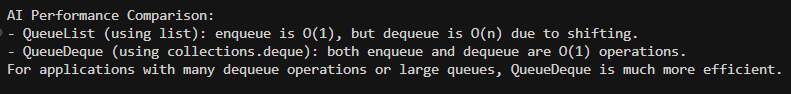 AI Performance Comparison:
- QueueList (using list): enqueue is O(1), but dequeue is O(n) due to shifting.
- QueueDeque (using collections.deque): both enqueue and dequeue are O(1) operations.
For applications with many dequeue operations or large queues, QueueDeque is much more efficient.